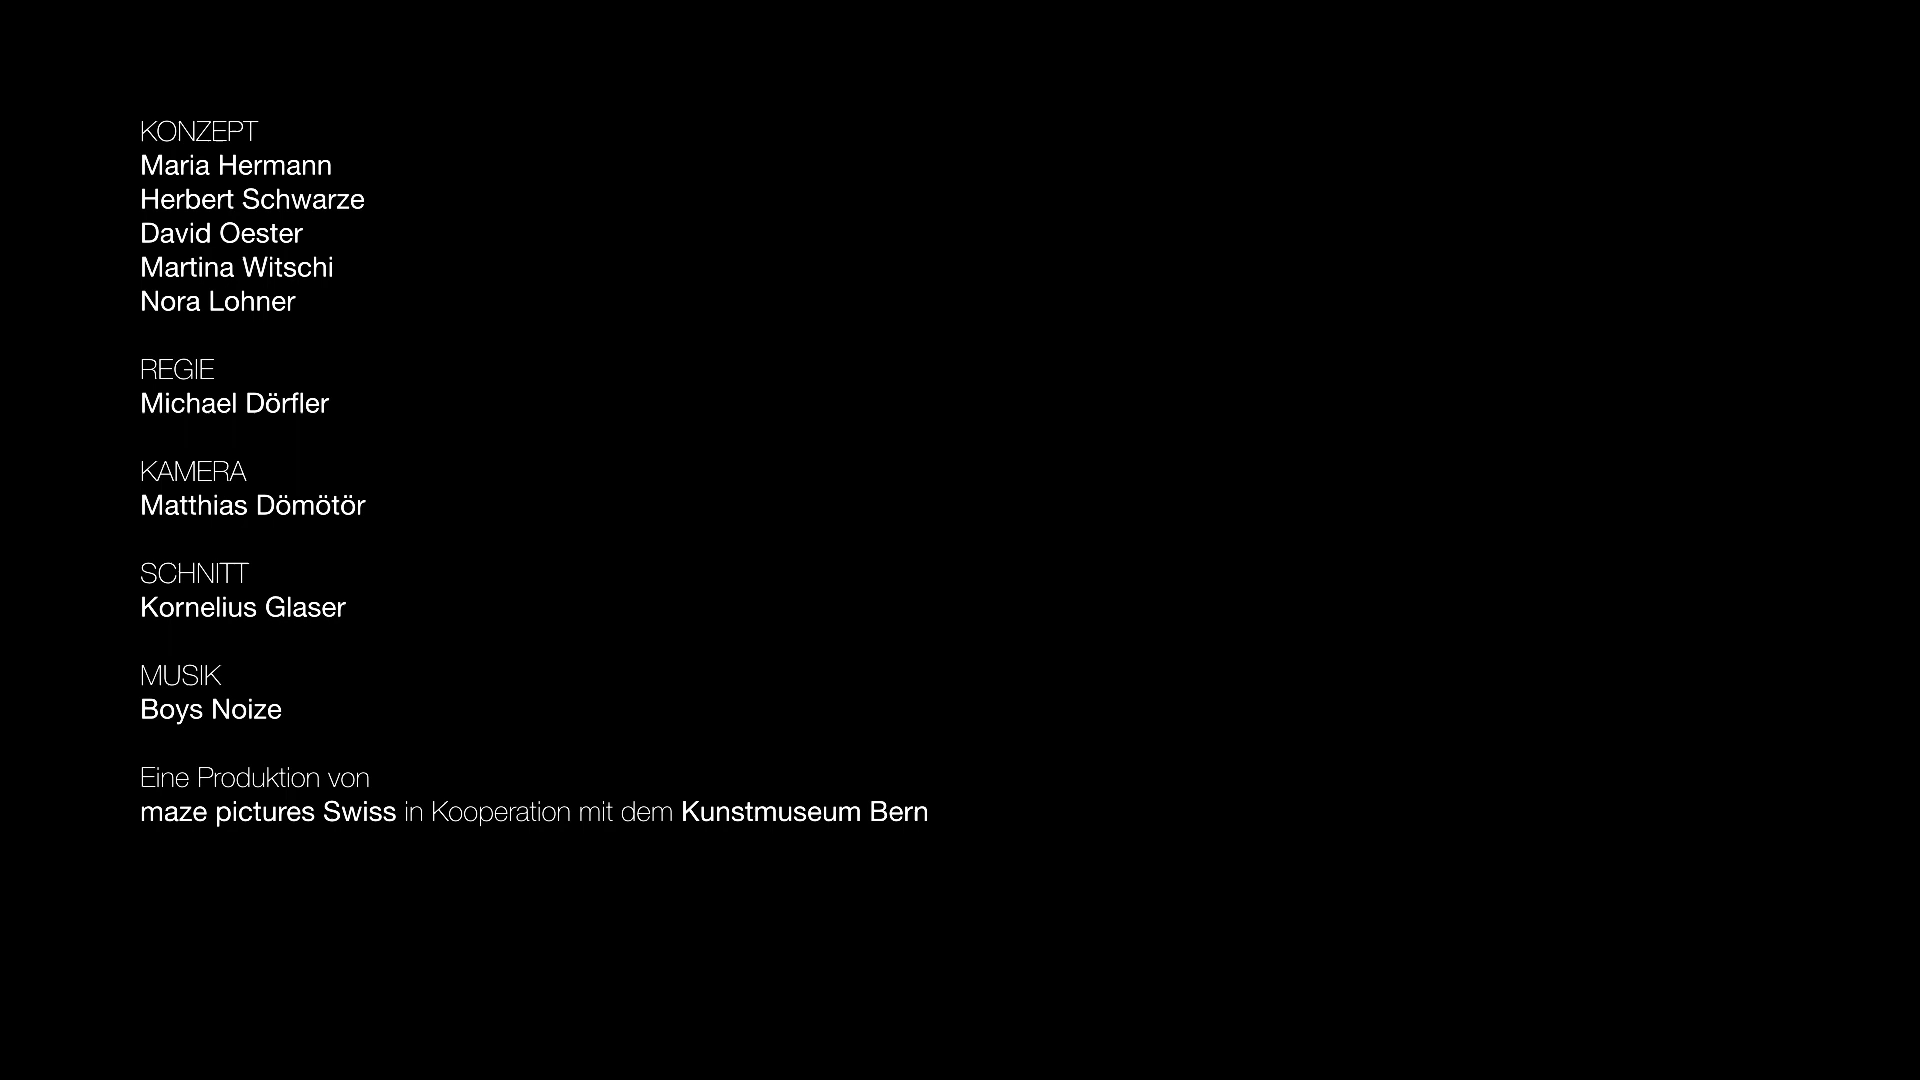 KONZEPT
Maria Hermann
Herbert Schwarze
David Oester
Martina Witschi
Nora Lohner
REGIE
Michael Dörfler
KAMERA
Matthias Dömötör
SCHNITT
Kornelius Glaser
MUSIK
Boys Noize
Eine Produktion von
maze pictures Swiss in Kooperation mit dem Kunstmuseum Bern